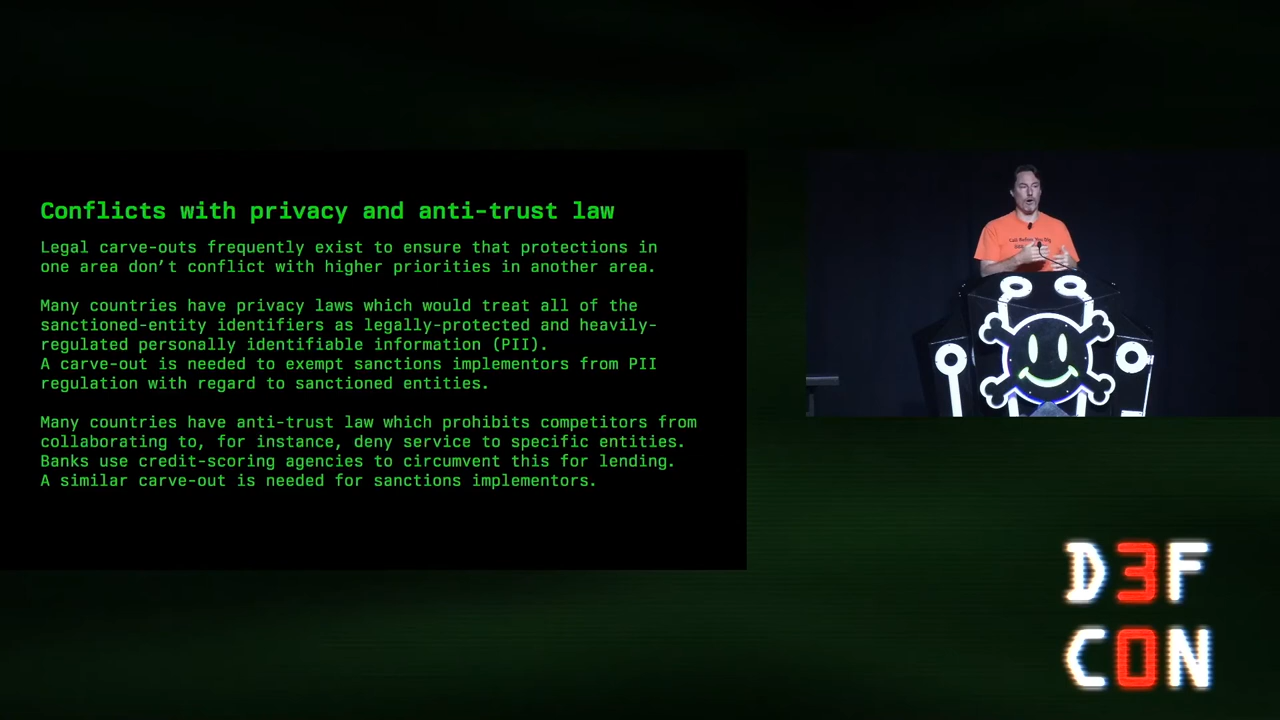 Conflicts with privacy and anti-trust law
Legal carve-outs frequently exist to ensure that protections in
one area don’t conflict with higher priorities in another area.
Many countries have privacy laws which would treat all of the
sanctioned-entity identifiers as legally-protected and heavily-
regulated personally identifiable information (PII).
A carve-out is needed to exempt sanctions implementors from PII
regulation with regard to sanctioned entities.
Many countries have anti-trust law which prohibits competitors from
collaborating to, for instance, deny service to specific entities.
Banks use credit-scoring agencies to circumvent this for lending.
A similar carve-out is needed for sanctions implementors.
Call Before You Dig
D3F
C0N